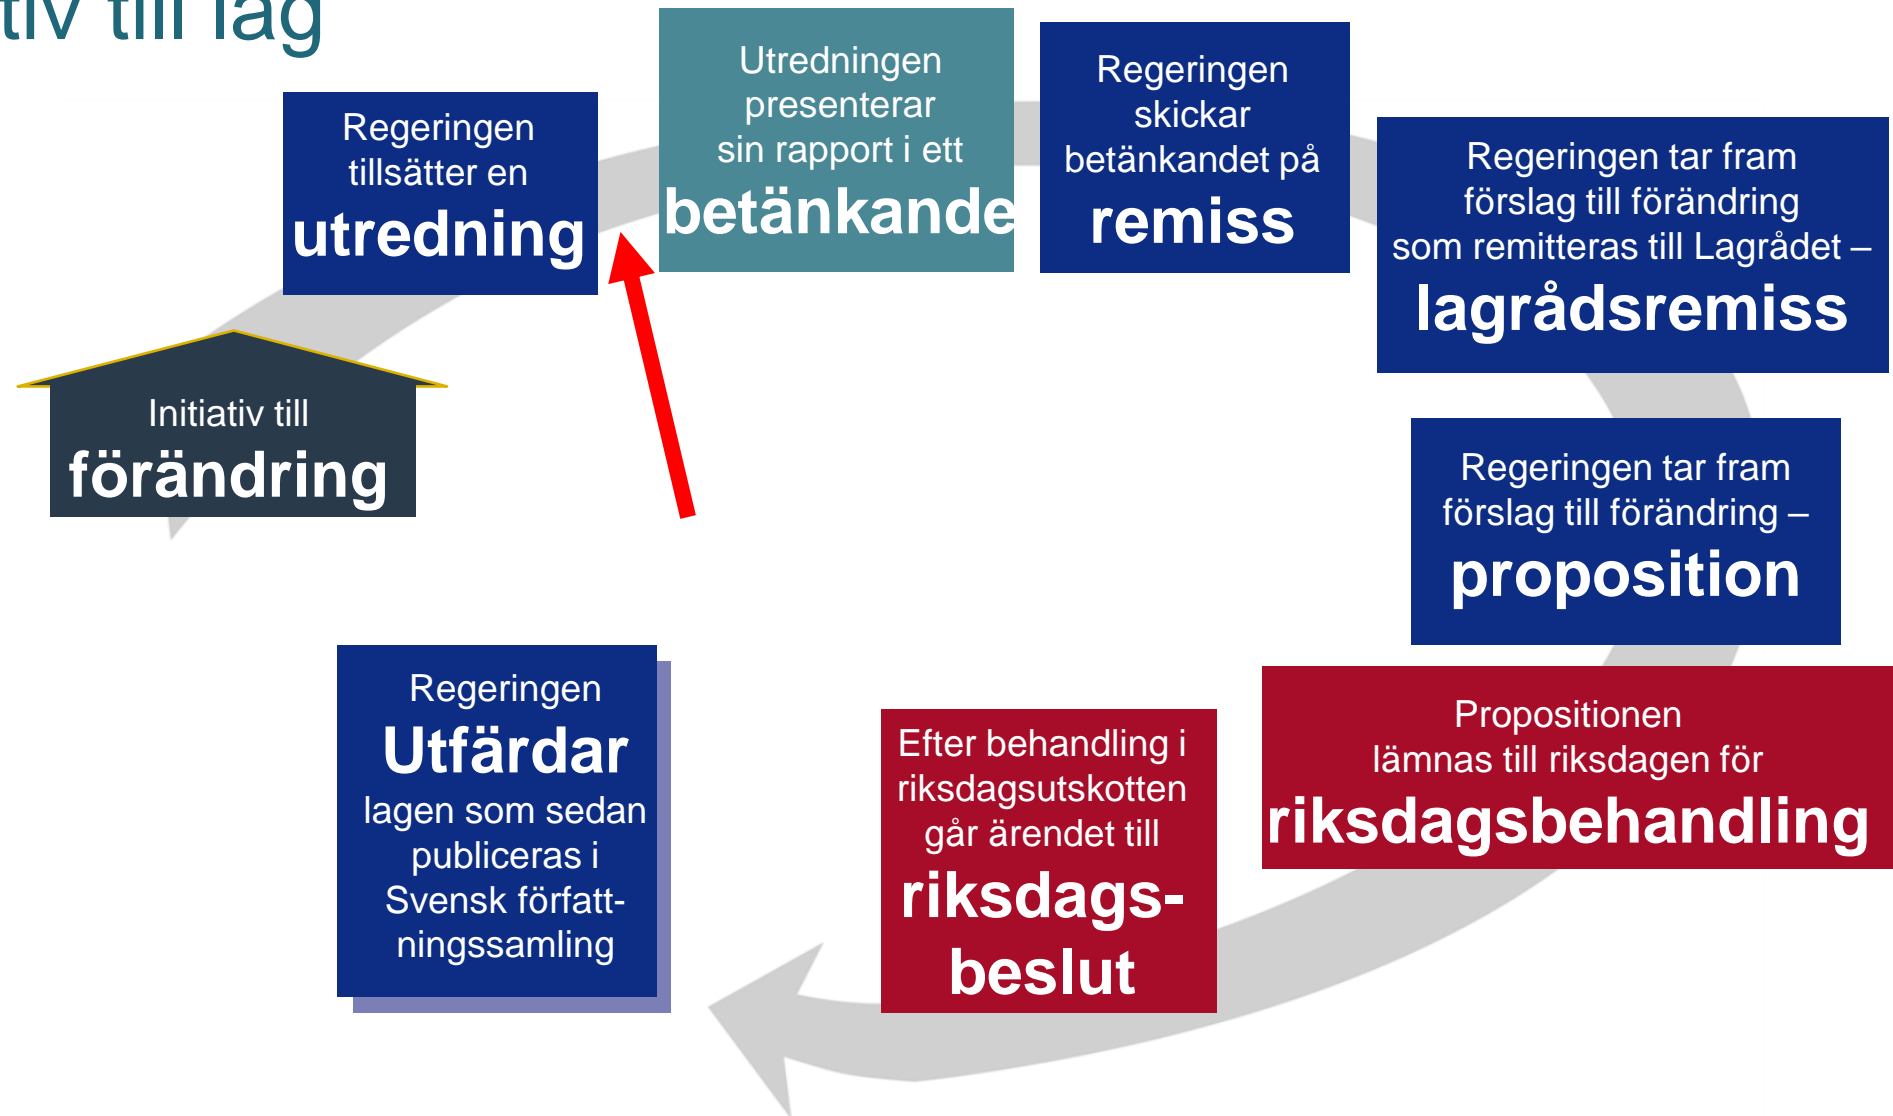 tiv till lag
Initiativ till
förändring
Regeringen
tillsätter en
utredning
Utredningen
presenterar
sin rapport i ett
betänkande
Regeringen
skickar
betänkandet på
remiss
Regeringen tar fram
förslag till förändring
som remitteras till Lagrådet –
lagrådsremiss
Regeringen tar fram
förslag till förändring –
proposition
Propositionen
lämnas till riksdagen för
riksdagsbehandling
Efter behandling i
riksdagsutskotten
går ärendet till
riksdags-
beslut
Regeringen
Utfärdar
lagen som sedan
publiceras i
Svensk författ-
ningssamling